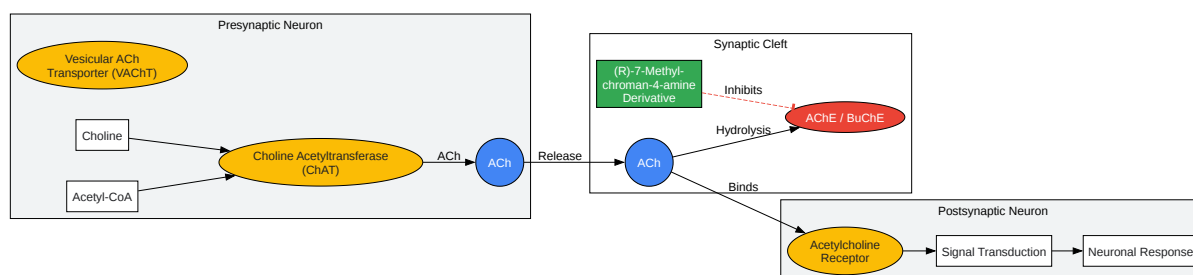 Presynaptic Neuron
Vesicular ACh
Transporter (VAChT)
Choline
Acetyl-CoA
Choline Acetyltransferase
(ChAT)
ACh
ACh
Release
Synaptic Cleft
(R)-7-Methyl-
chroman-4-amine
Derivative
Inhibits
AChE / BuChE
Hydrolysis
ACh
Binds
Postsynaptic Neuron
Acetylcholine
Receptor
Signal Transduction
Neuronal Response